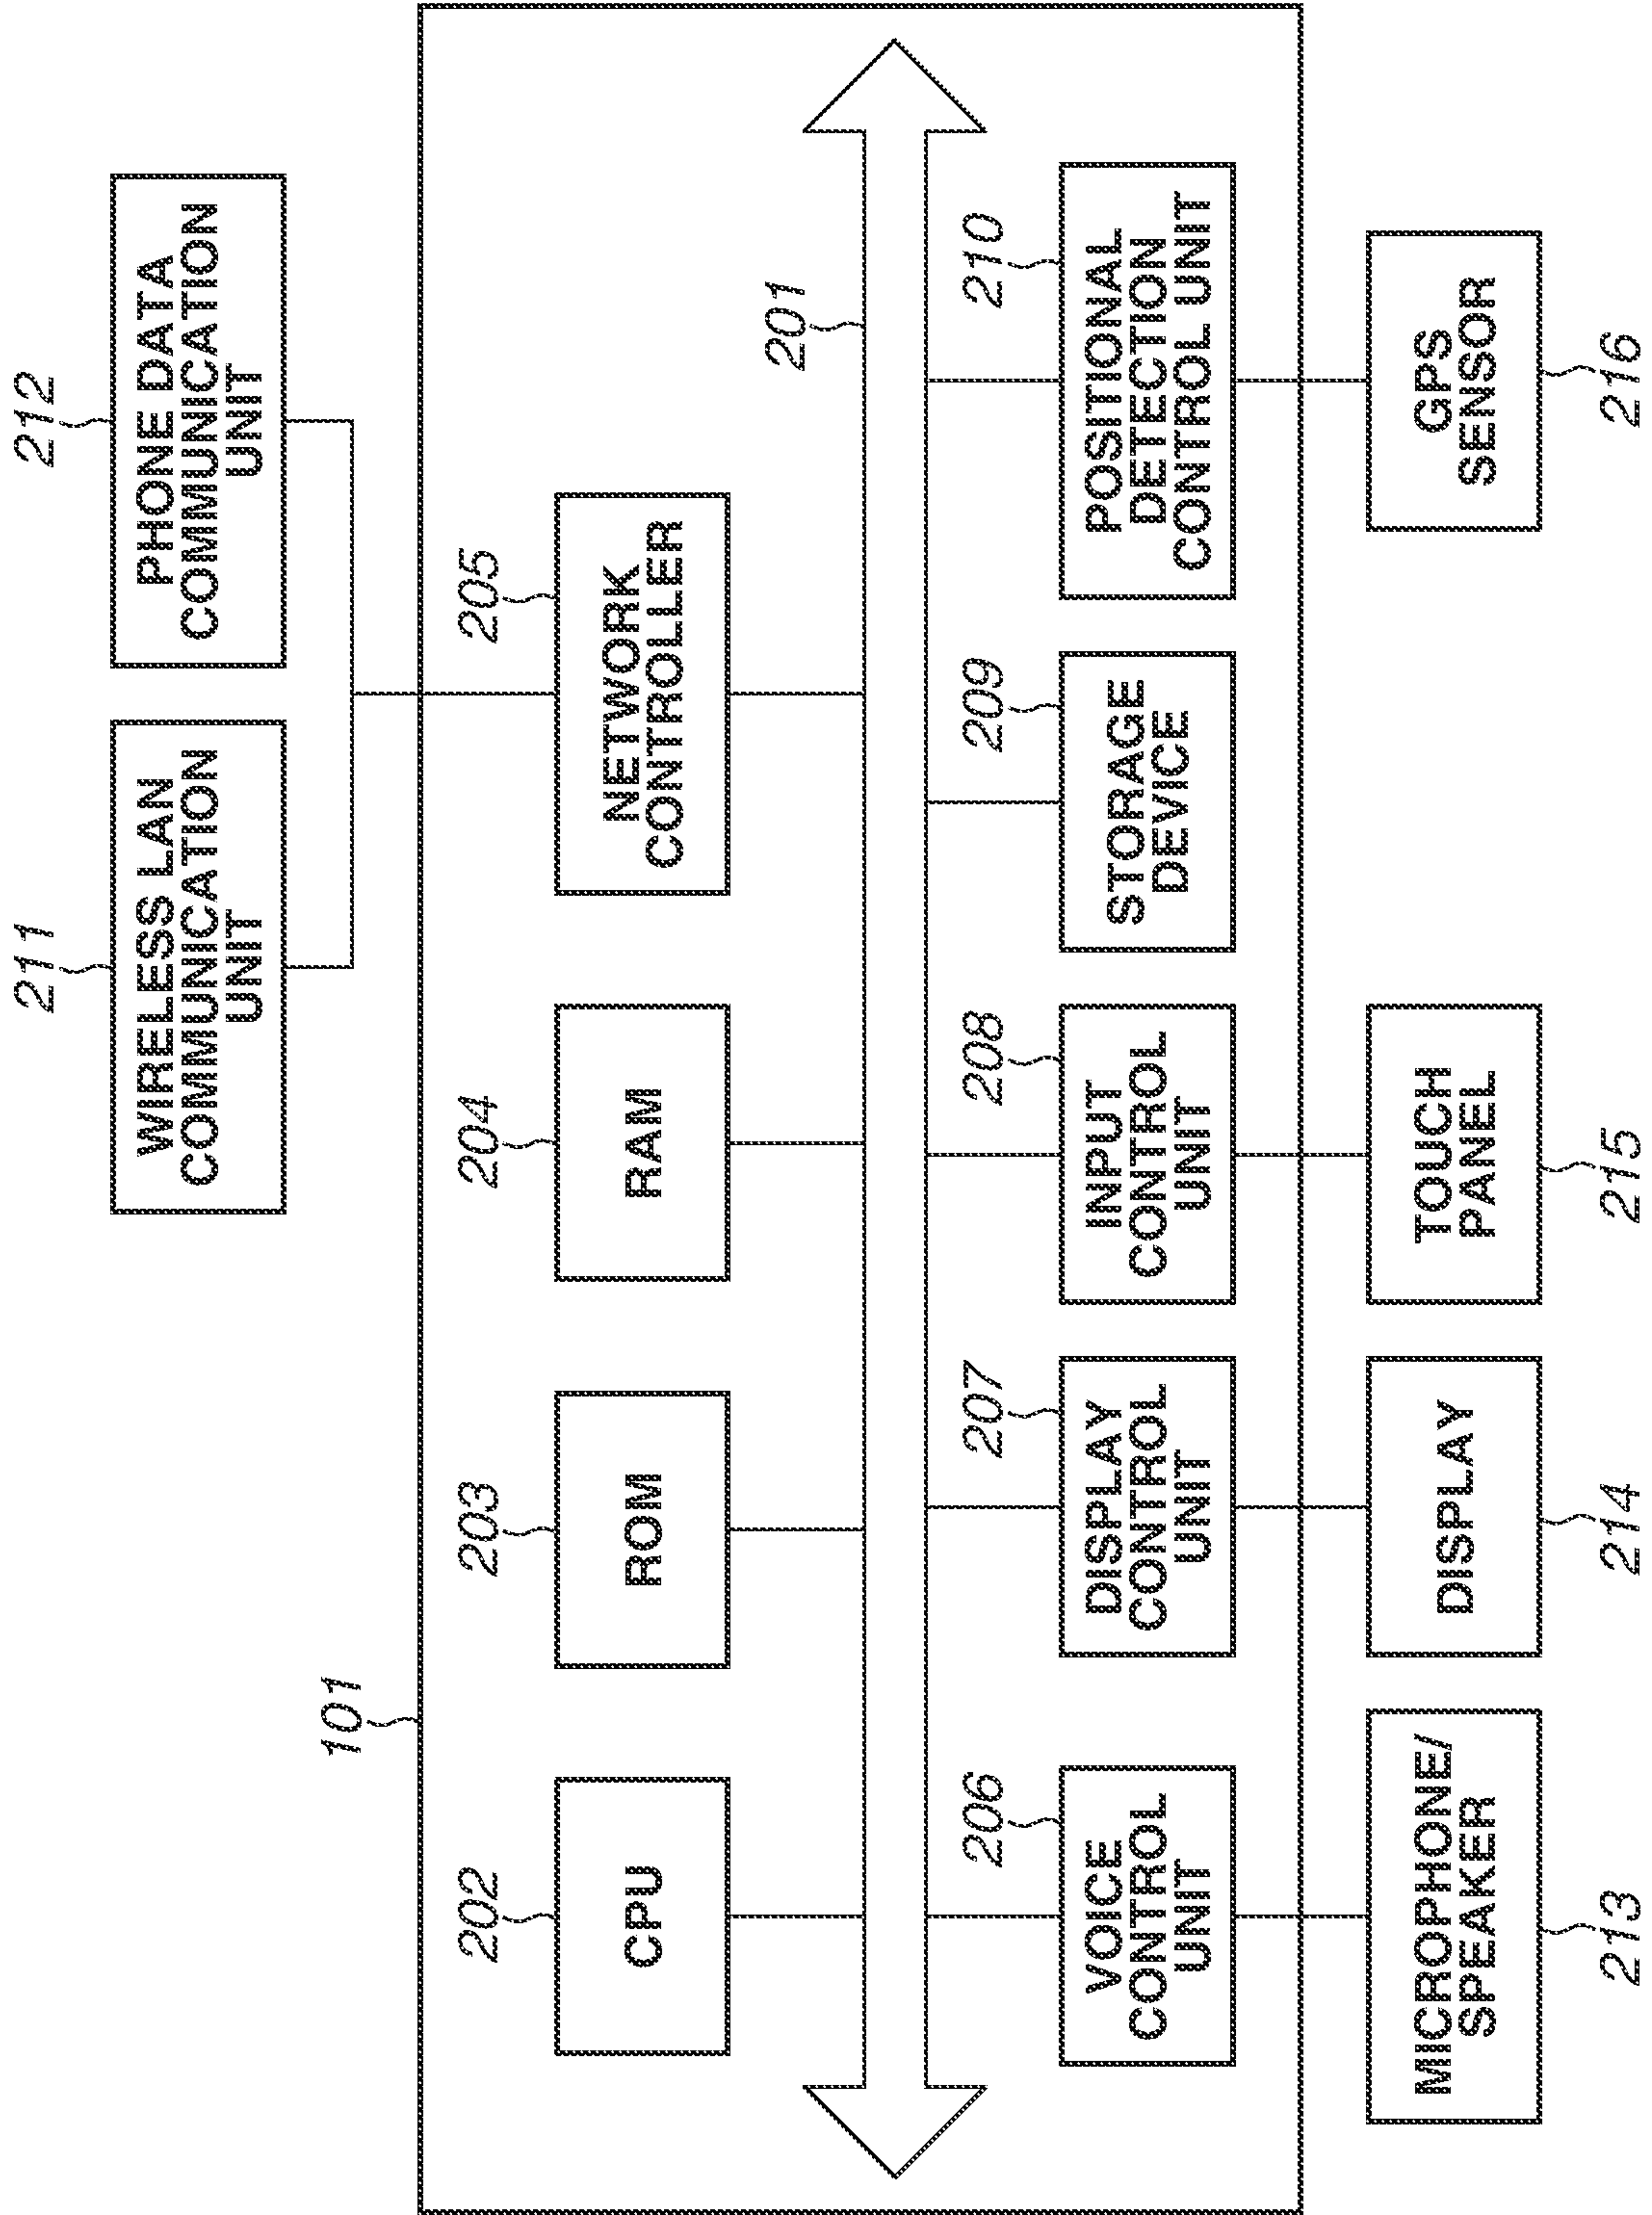 211
212
WIRELESS LAN
COMMUNICATION
UNIT
PHONE DATA
COMMUNICATION
UNIT
101
202
203
204
205
CPU
ROM
RAM
NETWORK
CONTROLLER
201
206
207
208
209
210
VOICE
CONTROL
UNIT
DISPLAY
CONTROL
UNIT
INPUT
CONTROL
UNIT
STORAGE
DEVICE
POSITIONAL
DETECTION
CONTROL UNIT
MICROPHONE/
SPEAKER
DISPLAY
TOUCH
PANEL
GPS
SENSOR
213
214
215
216